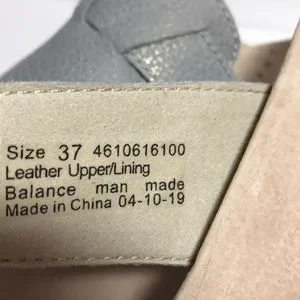 Size 37 4610616100
Leather Upper/Lining
Balance man made
Made in China 04-10-19